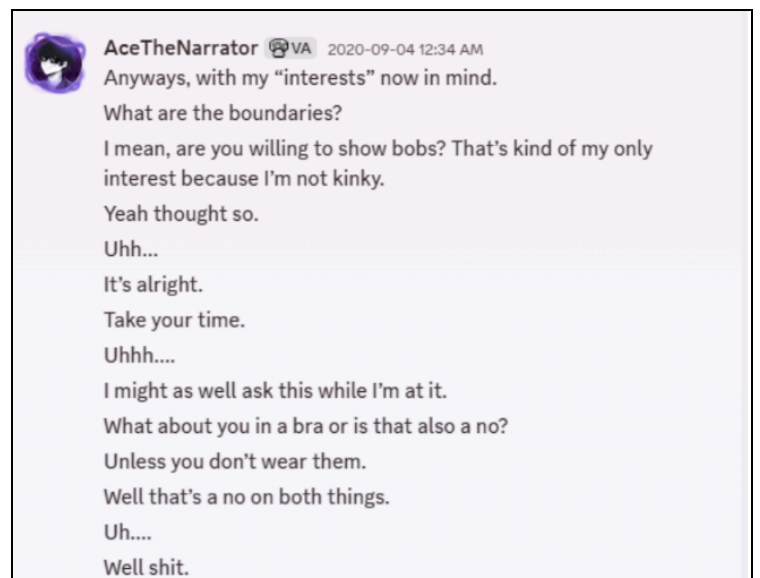 AceTheNarrator VA 2020-09-04 12:34 AM
Anyways, with my “interests” now in mind.
What are the boundaries?
I mean, are you willing to show bobs? That’s kind of my only
interest because I’m not kinky.
Yeah thought so.
Uhh...
It’s alright.
Take your time.
Uhhh....
I might as well ask this while I’m at it.
What about you in a bra or is that also a no?
Unless you don’t wear them.
Well that’s a no on both things.
Uh....
Well shit.